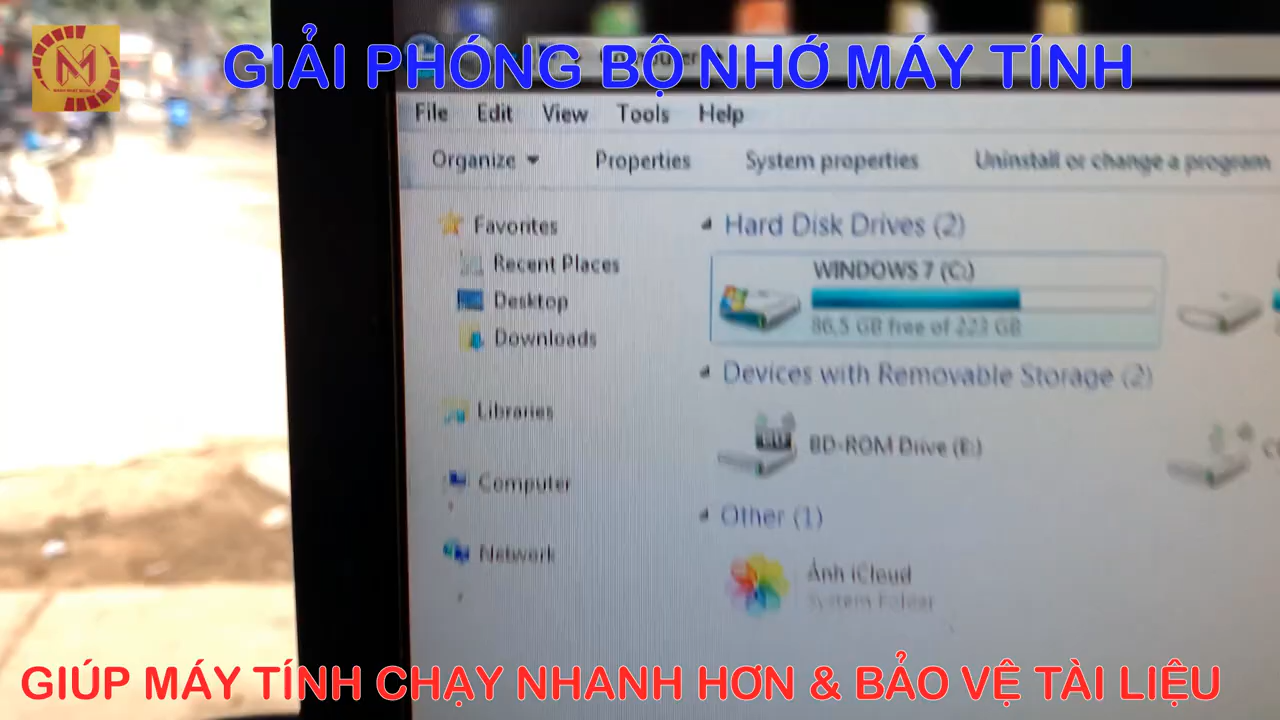 GIẢI PHÓNG BỘ NHỚ MÁY TÍNH
File Edit View Tools Help
Organize Properties System properties Uninstall or change a program
Favorites
Recent Places
Desktop
Downloads
Libraries
Computer
Network
Hard Disk Drives (2)
WINDOWS 7 (C:)
86,5 GB free of 223 GB
Devices with Removable Storage (2)
BD-ROM Drive (E:)
Other (1)
Ảnh iCloud
System Folder
GIÚP MÁY TÍNH CHẠY NHANH HƠN & BẢO VỆ TÀI LIỆU